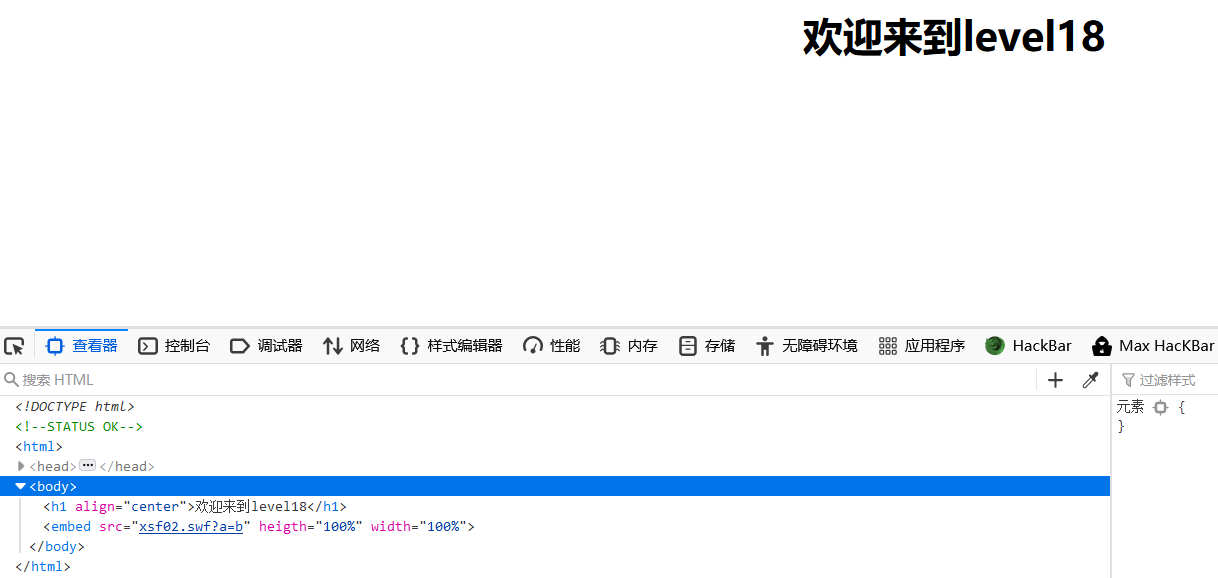 欢迎来到level18
查看器 控制台 调试器 网络 {} 样式编辑器 性能 内存 存储 无障碍环境 应用程序 HackBar Max HacKBar
搜索 HTML + 过滤样式
<!DOCTYPE html>
<!--STATUS OK-->
<html>
<head>···</head>
<body>
<h1 align="center">欢迎来到level18</h1>
<embed src="xsf02.swf?a=b" heigth="100%" width="100%">
</body>
</html>
元素 {
}